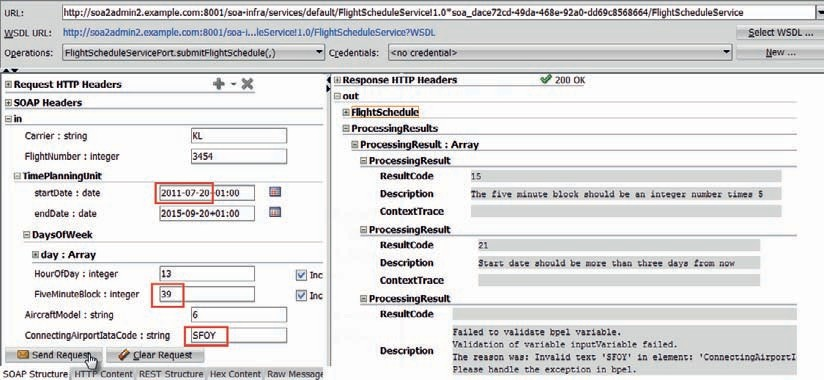 URL: http://soa2admin2.example.com:8001/soa-infra/services/default/FlightScheduleService!1.0*soa_dace72cd-49da-468e-92a0-dd69c8568664/FlightScheduleService
WSDL URL: http://soa2admin2.example.com:8001/soa-i...leService!1.0/FlightScheduleService?WSDL Select WSDL ...
Operations: FlightScheduleServicePort.submitFlightSchedule(,) Credentials: <no credential> New ...
Request HTTP Headers
SOAP Headers
in
Carrier : string KL
FlightNumber : integer 3454
TimePlanningUnit
startDate : date 2011-07-20+01:00
endDate : date 2015-09-20+01:00
DaysOfWeek
day : Array
HourOfDay : integer 13 Inc
FiveMinuteBlock : integer 39 Inc
AircraftModel : string 6
ConnectingAirportIataCode : string SFOY
Send Request Clear Request
SOAP Structure HTTP Content REST Structure Hex Content Raw Message
Response HTTP Headers 200 OK
out
FlightSchedule
ProcessingResults
ProcessingResult : Array
ProcessingResult
ResultCode 15
Description The five minute block should be an integer number times 5
ContextTrace
ProcessingResult
ResultCode 21
Description Start date should be more than three days from now
ContextTrace
ProcessingResult
ResultCode
Description Failed to validate bpel variable.
Validation of variable inputVariable failed.
The reason was: Invalid text 'SFOY' in element: 'ConnectingAirportI
Please handle the exception in bpel.